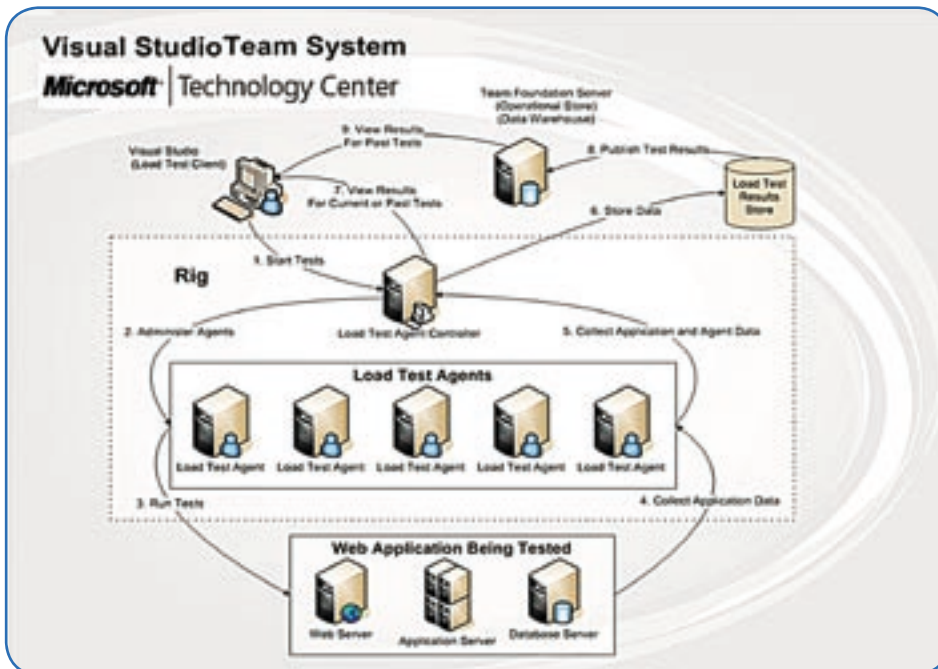 Visual Studio Team System
Microsoft Technology Center
Team Foundation Server
(Operational Store)
(Data Warehouse)
9. View Results
For Past Tests
8. Publish Test Results
Visual Studio
(Load Test Client)
7. View Results
For Current or Past Tests
Load Test
Results
Store
6. Store Data
1. Start Tests
Rig
2. Administer Agents
Load Test Agent Controller
5. Collect Application and Agent Data
Load Test Agents
Load Test Agent
Load Test Agent
Load Test Agent
Load Test Agent
Load Test Agent
3. Run Tests
4. Collect Application Data
Web Application Being Tested
Web Server
Application Server
Database Server